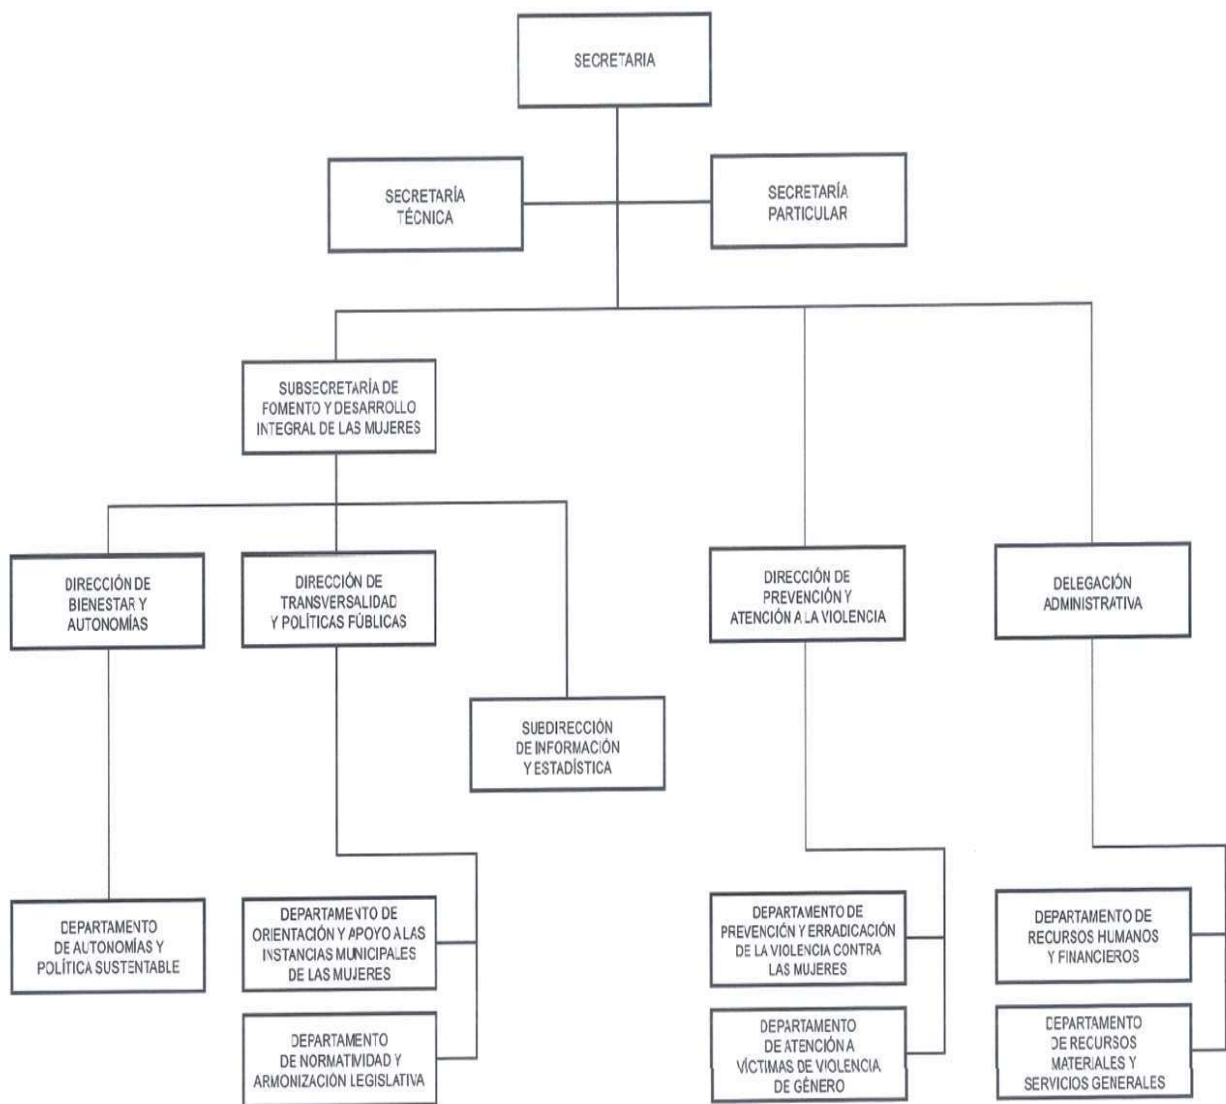 SECRETARIA
SECRETARÍA
TÉCNICA
SECRETARÍA
PARTICULAR
SUBSECRETARÍA DE
FOMENTO Y DESARROLLO
INTEGRAL DE LAS MUJERES
DIRECCIÓN DE
BIENESTAR Y
AUTONOMÍAS
DIRECCIÓN DE
TRANSVERSALIDAD
Y POLÍTICAS PÚBLICAS
DIRECCIÓN DE
PREVENCIÓN Y
ATENCIÓN A LA VIOLENCIA
DELEGACIÓN
ADMINISTRATIVA
SUBDIRECCIÓN
DE INFORMACIÓN
Y ESTADÍSTICA
DEPARTAMENTO
DE AUTONOMÍAS Y
POLÍTICA SUSTENTABLE
DEPARTAMENTO DE
ORIENTACIÓN Y APOYO A LAS
INSTANCIAS MUNICIPALES
DE LAS MUJERES
DEPARTAMENTO DE
PREVENCIÓN Y ERRADICACIÓN
DE LA VIOLENCIA CONTRA
LAS MUJERES
DEPARTAMENTO DE
RECURSOS HUMANOS
Y FINANCIEROS
DEPARTAMENTO
DE NORMATIVIDAD Y
ARMONIZACIÓN LEGISLATIVA
DEPARTAMENTO
DE ATENCIÓN A
VÍCTIMAS DE VIOLENCIA
DE GÉNERO
DEPARTAMENTO
DE RECURSOS
MATERIALES Y
SERVICIOS GENERALES